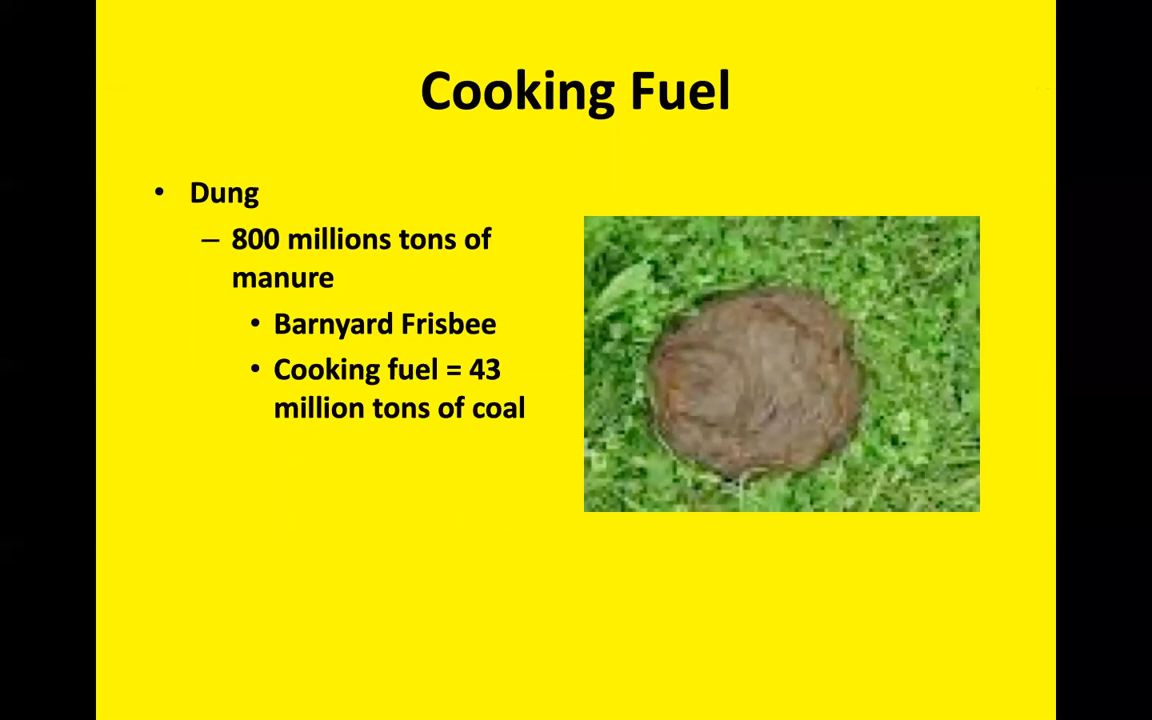 Cooking Fuel
• Dung
– 800 millions tons of
manure
• Barnyard Frisbee
• Cooking fuel = 43
million tons of coal